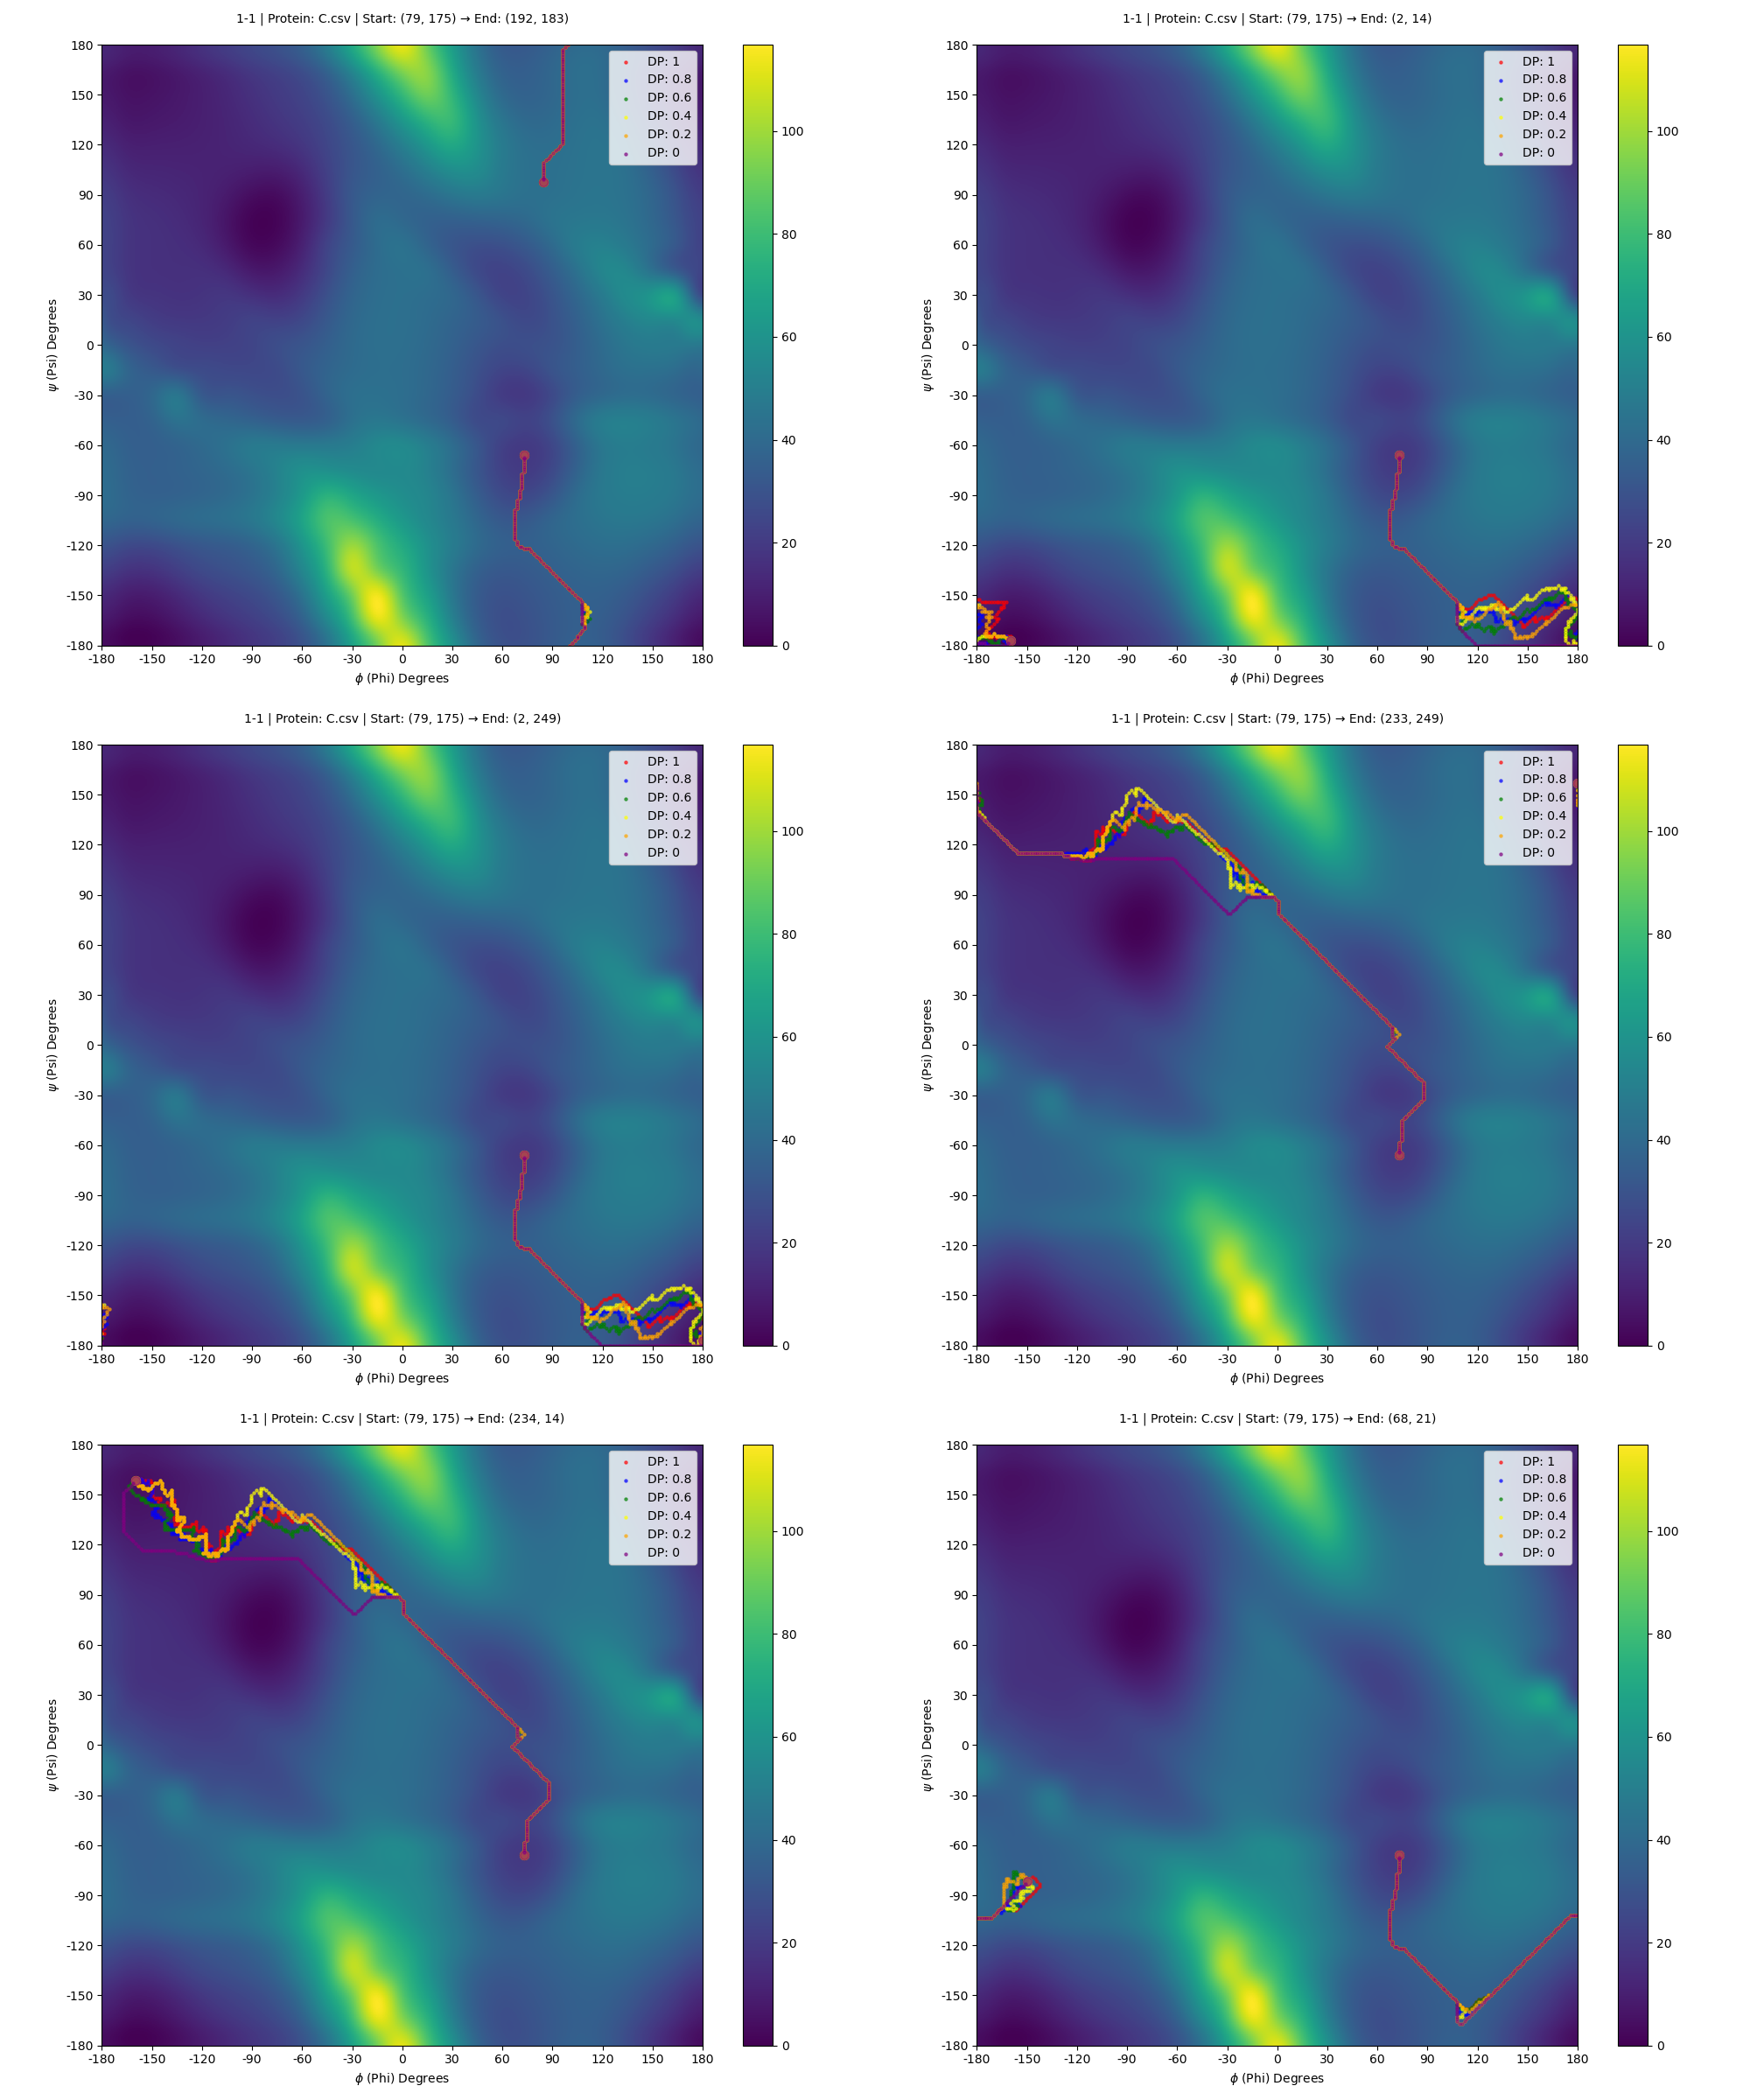 1-1 | Protein: C.csv | Start: (79, 175) → End: (192, 183)
180
150
120
90
60
30
0
-30
-60
-90
-120
-150
-180
ψ (Psi) Degrees
-180 -150 -120 -90 -60 -30 0 30 60 90 120 150 180
ϕ (Phi) Degrees
DP: 1
DP: 0.8
DP: 0.6
DP: 0.4
DP: 0.2
DP: 0
100
80
60
40
20
0
1-1 | Protein: C.csv | Start: (79, 175) → End: (2, 14)
180
150
120
90
60
30
0
-30
-60
-90
-120
-150
-180
ψ (Psi) Degrees
-180 -150 -120 -90 -60 -30 0 30 60 90 120 150 180
ϕ (Phi) Degrees
DP: 1
DP: 0.8
DP: 0.6
DP: 0.4
DP: 0.2
DP: 0
100
80
60
40
20
0
1-1 | Protein: C.csv | Start: (79, 175) → End: (2, 249)
180
150
120
90
60
30
0
-30
-60
-90
-120
-150
-180
ψ (Psi) Degrees
-180 -150 -120 -90 -60 -30 0 30 60 90 120 150 180
ϕ (Phi) Degrees
DP: 1
DP: 0.8
DP: 0.6
DP: 0.4
DP: 0.2
DP: 0
100
80
60
40
20
0
1-1 | Protein: C.csv | Start: (79, 175) → End: (233, 249)
180
150
120
90
60
30
0
-30
-60
-90
-120
-150
-180
ψ (Psi) Degrees
-180 -150 -120 -90 -60 -30 0 30 60 90 120 150 180
ϕ (Phi) Degrees
DP: 1
DP: 0.8
DP: 0.6
DP: 0.4
DP: 0.2
DP: 0
100
80
60
40
20
0
1-1 | Protein: C.csv | Start: (79, 175) → End: (234, 14)
180
150
120
90
60
30
0
-30
-60
-90
-120
-150
-180
ψ (Psi) Degrees
-180 -150 -120 -90 -60 -30 0 30 60 90 120 150 180
ϕ (Phi) Degrees
DP: 1
DP: 0.8
DP: 0.6
DP: 0.4
DP: 0.2
DP: 0
100
80
60
40
20
0
1-1 | Protein: C.csv | Start: (79, 175) → End: (68, 21)
180
150
120
90
60
30
0
-30
-60
-90
-120
-150
-180
ψ (Psi) Degrees
-180 -150 -120 -90 -60 -30 0 30 60 90 120 150 180
ϕ (Phi) Degrees
DP: 1
DP: 0.8
DP: 0.6
DP: 0.4
DP: 0.2
DP: 0
100
80
60
40
20
0